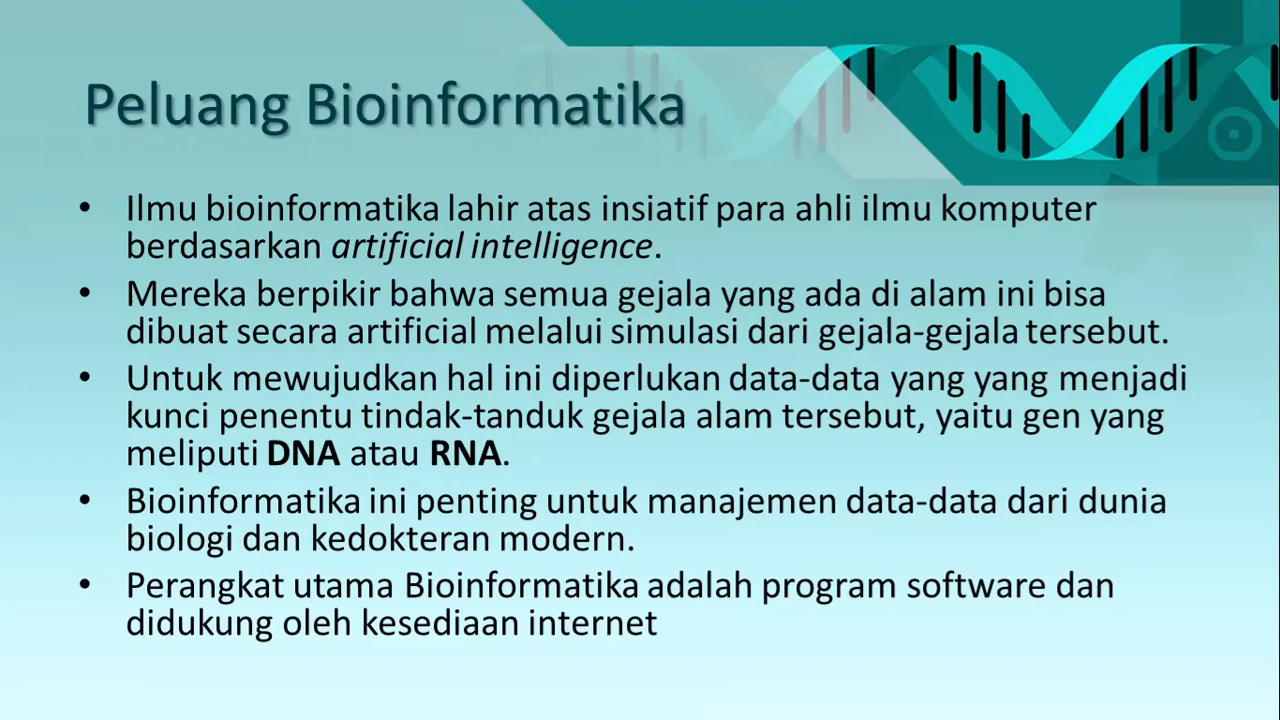 Peluang Bioinformatika
• Ilmu bioinformatika lahir atas insiatif para ahli ilmu komputer
berdasarkan artificial intelligence.
• Mereka berpikir bahwa semua gejala yang ada di alam ini bisa
dibuat secara artificial melalui simulasi dari gejala-gejala tersebut.
• Untuk mewujudkan hal ini diperlukan data-data yang yang menjadi
kunci penentu tindak-tanduk gejala alam tersebut, yaitu gen yang
meliputi DNA atau RNA.
• Bioinformatika ini penting untuk manajemen data-data dari dunia
biologi dan kedokteran modern.
• Perangkat utama Bioinformatika adalah program software dan
didukung oleh kesediaan internet